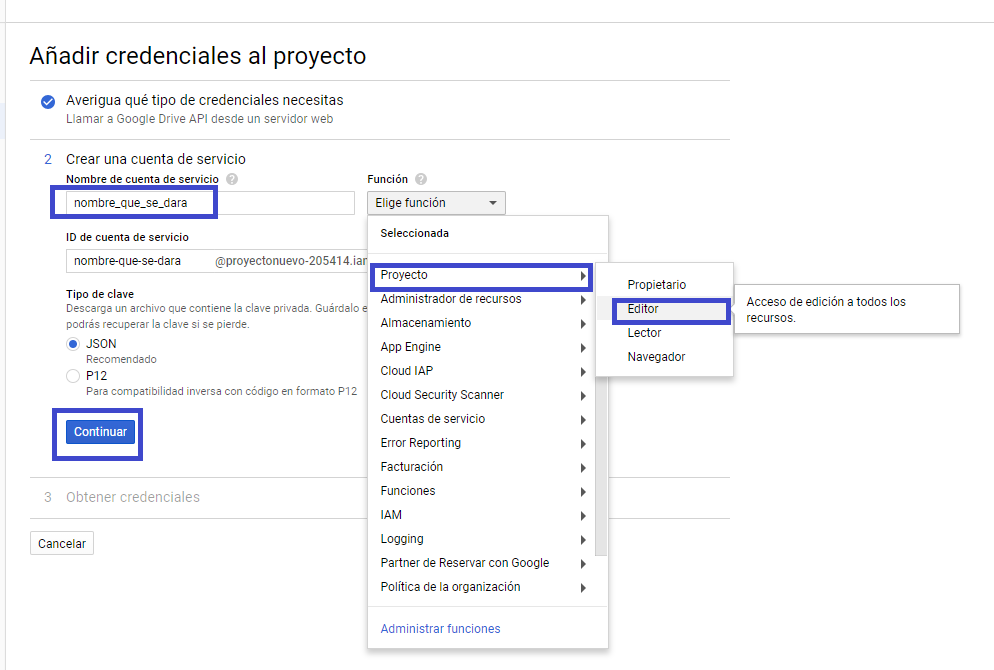 Añadir credenciales al proyecto
Averigua qué tipo de credenciales necesitas
Llamar a Google Drive API desde un servidor web
2 Crear una cuenta de servicio
Nombre de cuenta de servicio ?
nombre_que_se_dara
Función ?
Elige función
ID de cuenta de servicio
nombre-que-se-dara @proyectonuevo-205414.iam
Tipo de clave
Descarga un archivo que contiene la clave privada. Guárdalo
podrás recuperar la clave si se pierde.
JSON
Recomendado
P12
Para compatibilidad inversa con código en formato P12
Continuar
3 Obtener credenciales
Cancelar
Seleccionada
Proyecto
Administrador de recursos
Almacenamiento
App Engine
Cloud IAP
Cloud Security Scanner
Cuentas de servicio
Error Reporting
Facturación
Funciones
IAM
Logging
Partner de Reservar con Google
Política de la organización
Administrar funciones
Propietario
Editor
Lector
Navegador
Acceso de edición a todos los
recursos.